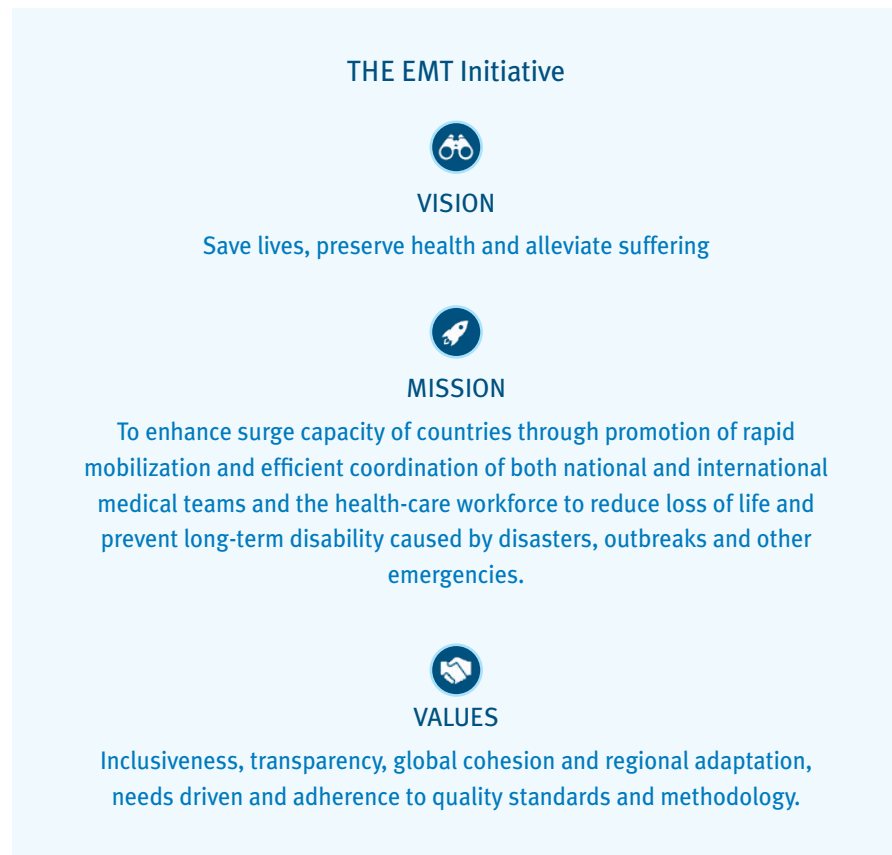 THE EMT Initiative
VISION
Save lives, preserve health and alleviate suffering
MISSION
To enhance surge capacity of countries through promotion of rapid
mobilization and efficient coordination of both national and international
medical teams and the health-care workforce to reduce loss of life and
prevent long-term disability caused by disasters, outbreaks and other
emergencies.
VALUES
Inclusiveness, transparency, global cohesion and regional adaptation,
needs driven and adherence to quality standards and methodology.